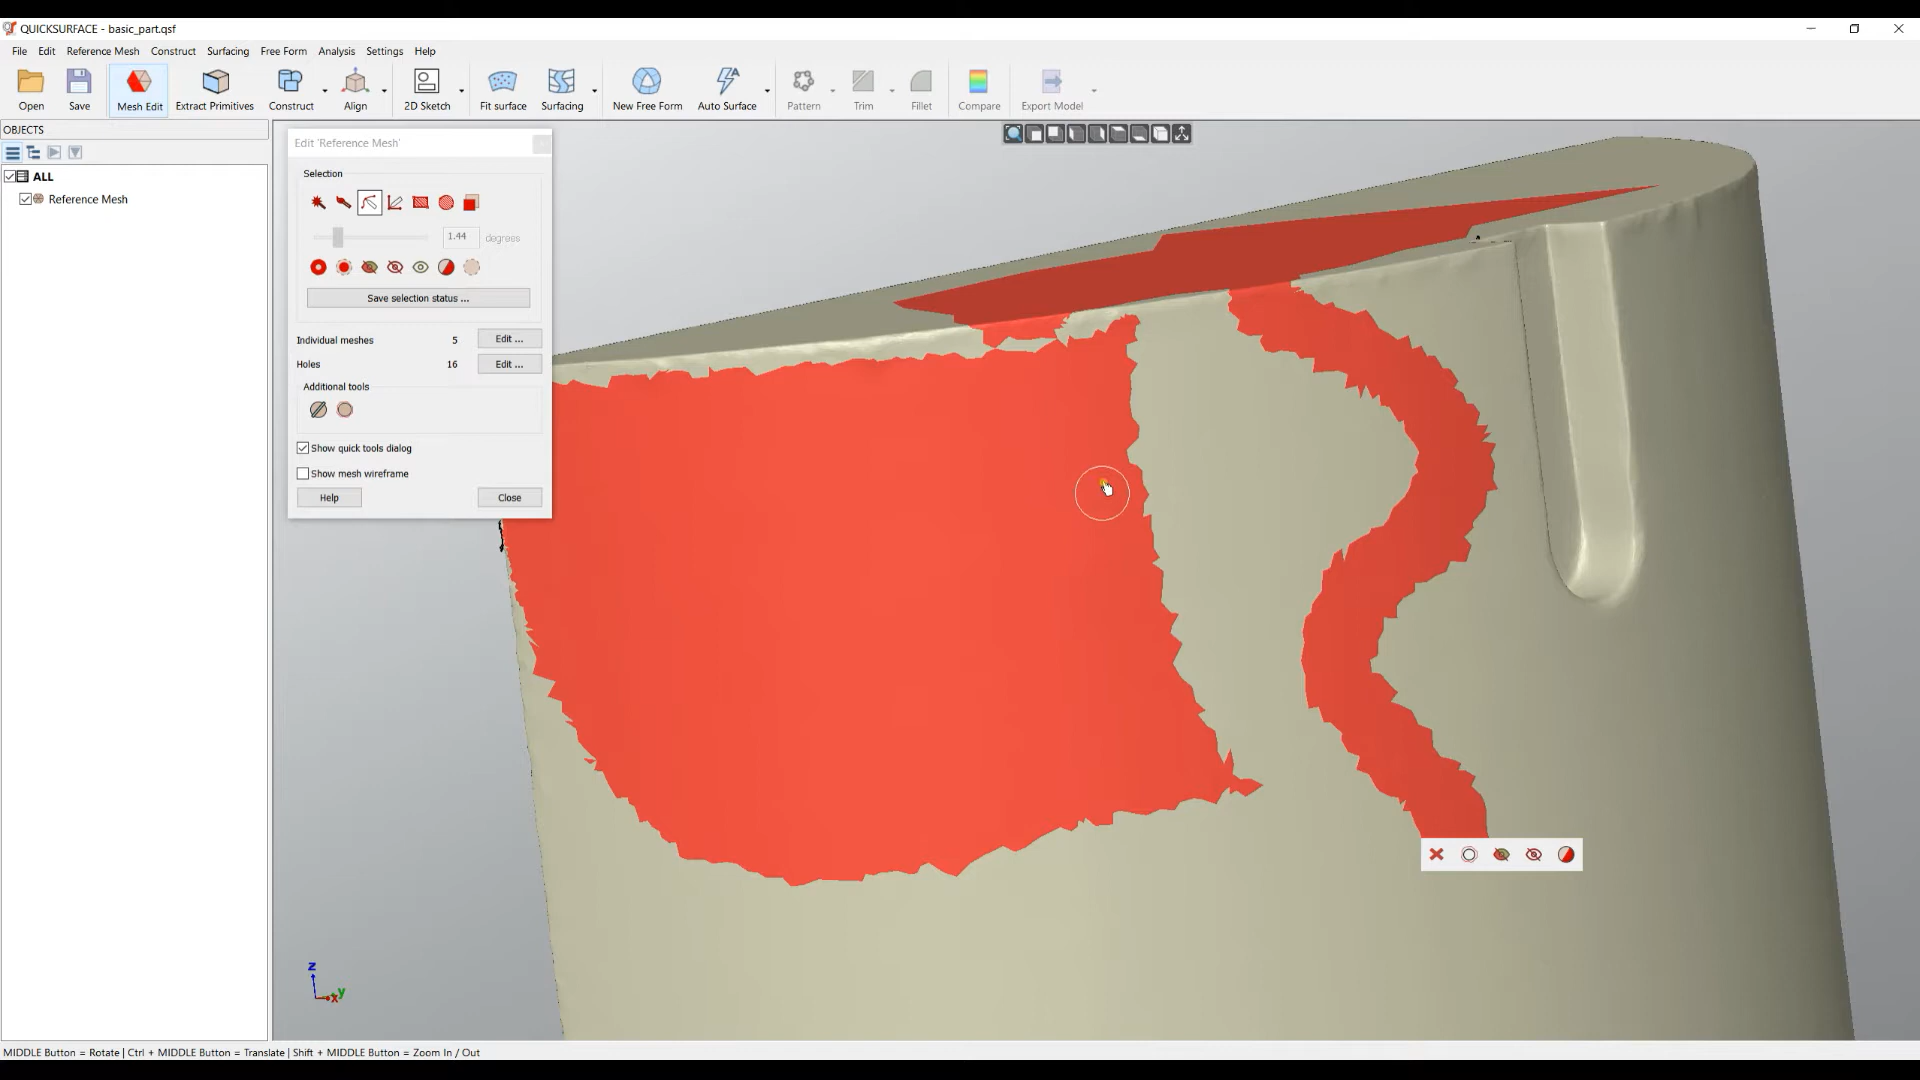 QUICKSURFACE - basic_part.qsf
File Edit Reference Mesh Construct Surfacing Free Form Analysis Settings Help
Open Save Mesh Edit Extract Primitives Construct Align 2D Sketch Fit surface Surfacing New Free Form Auto Surface Pattern Trim Fillet Compare Export Model
OBJECTS
ALL
Reference Mesh
Edit 'Reference Mesh'
Selection
1.44 degrees
Save selection status ...
Individual meshes 5 Edit ...
Holes 16 Edit ...
Additional tools
Show quick tools dialog
Show mesh wireframe
Help Close
z
x y
MIDDLE Button = Rotate | Ctrl + MIDDLE Button = Translate | Shift + MIDDLE Button = Zoom In / Out